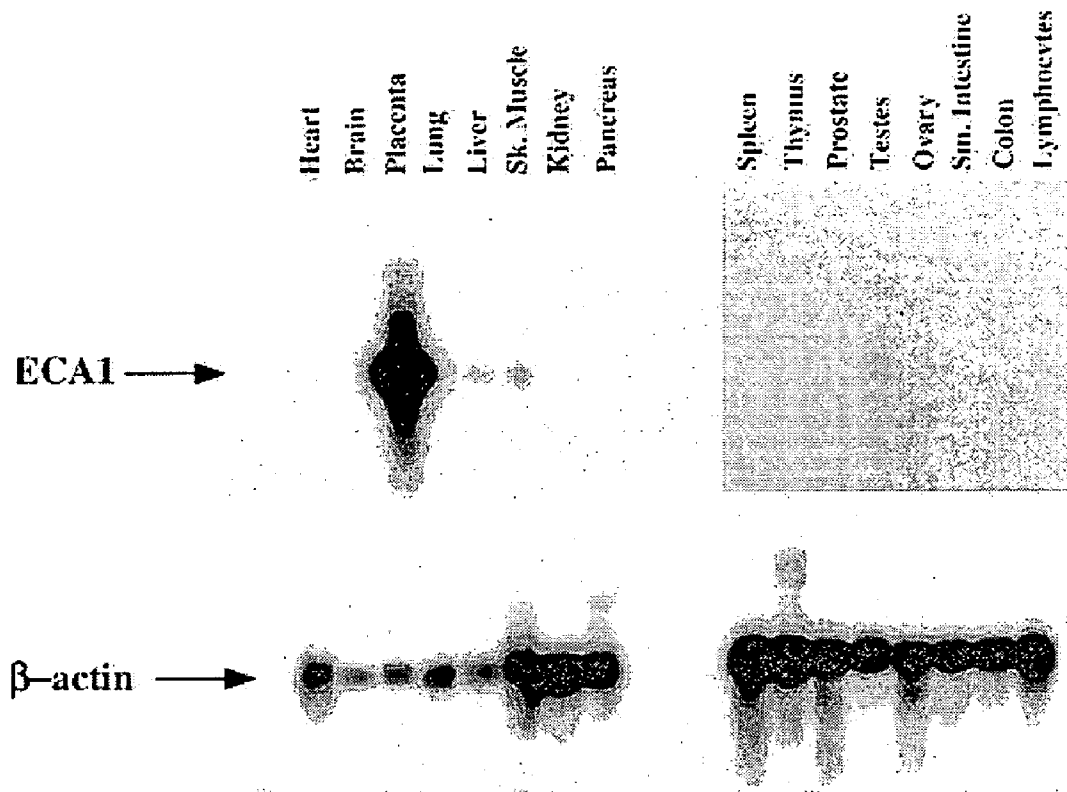 Heart
Brain
Placenta
Lung
Liver
Sk. Muscle
Kidney
Pancreas
Spleen
Thymus
Prostate
Testes
Ovary
Sm. Intestine
Colon
Lymphocytes
ECA1
β–actin